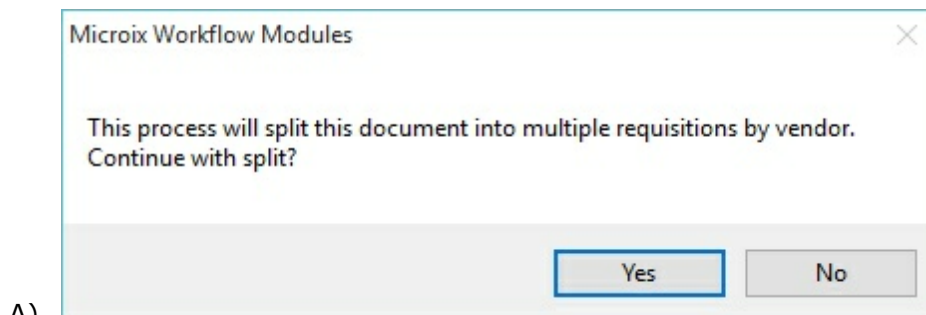 Microix Workflow Modules
This process will split this document into multiple requisitions by vendor.
Continue with split?
Yes No
A)